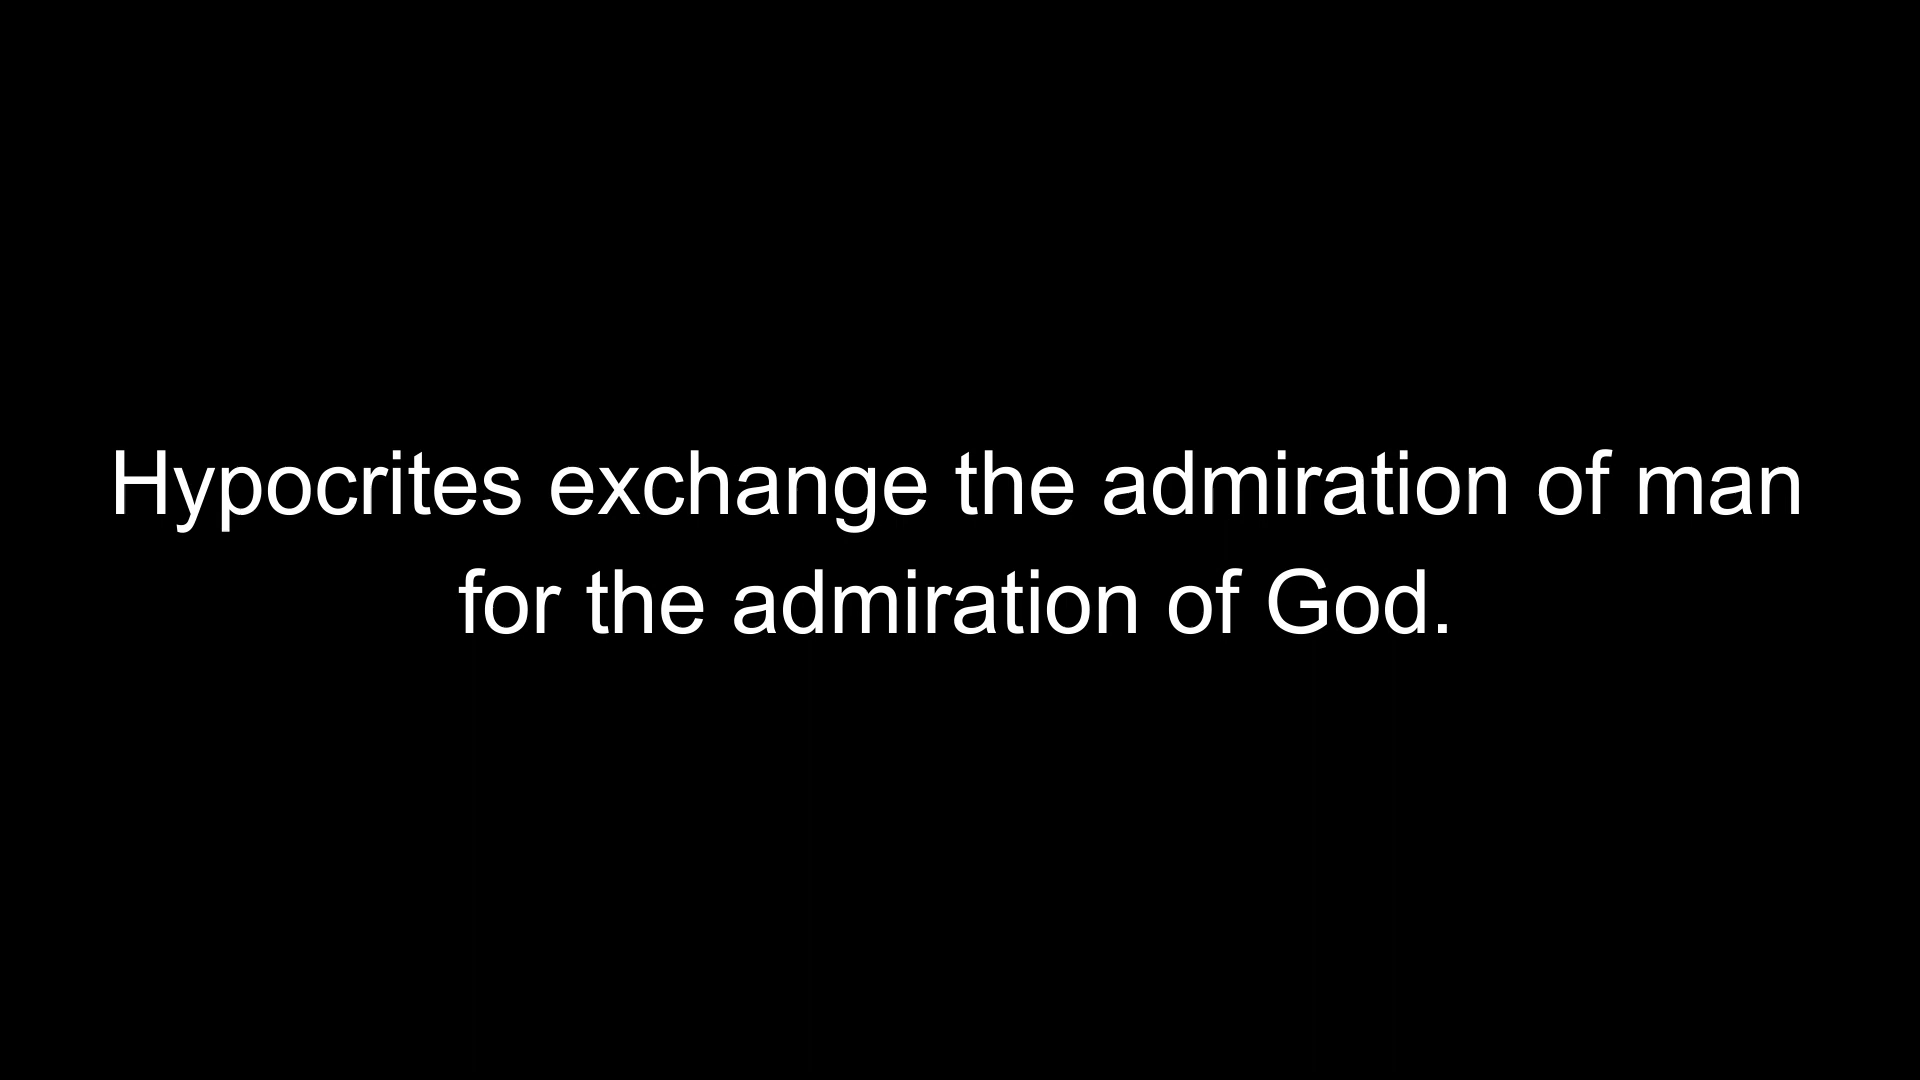 Hypocrites exchange the admiration of man
for the admiration of God.